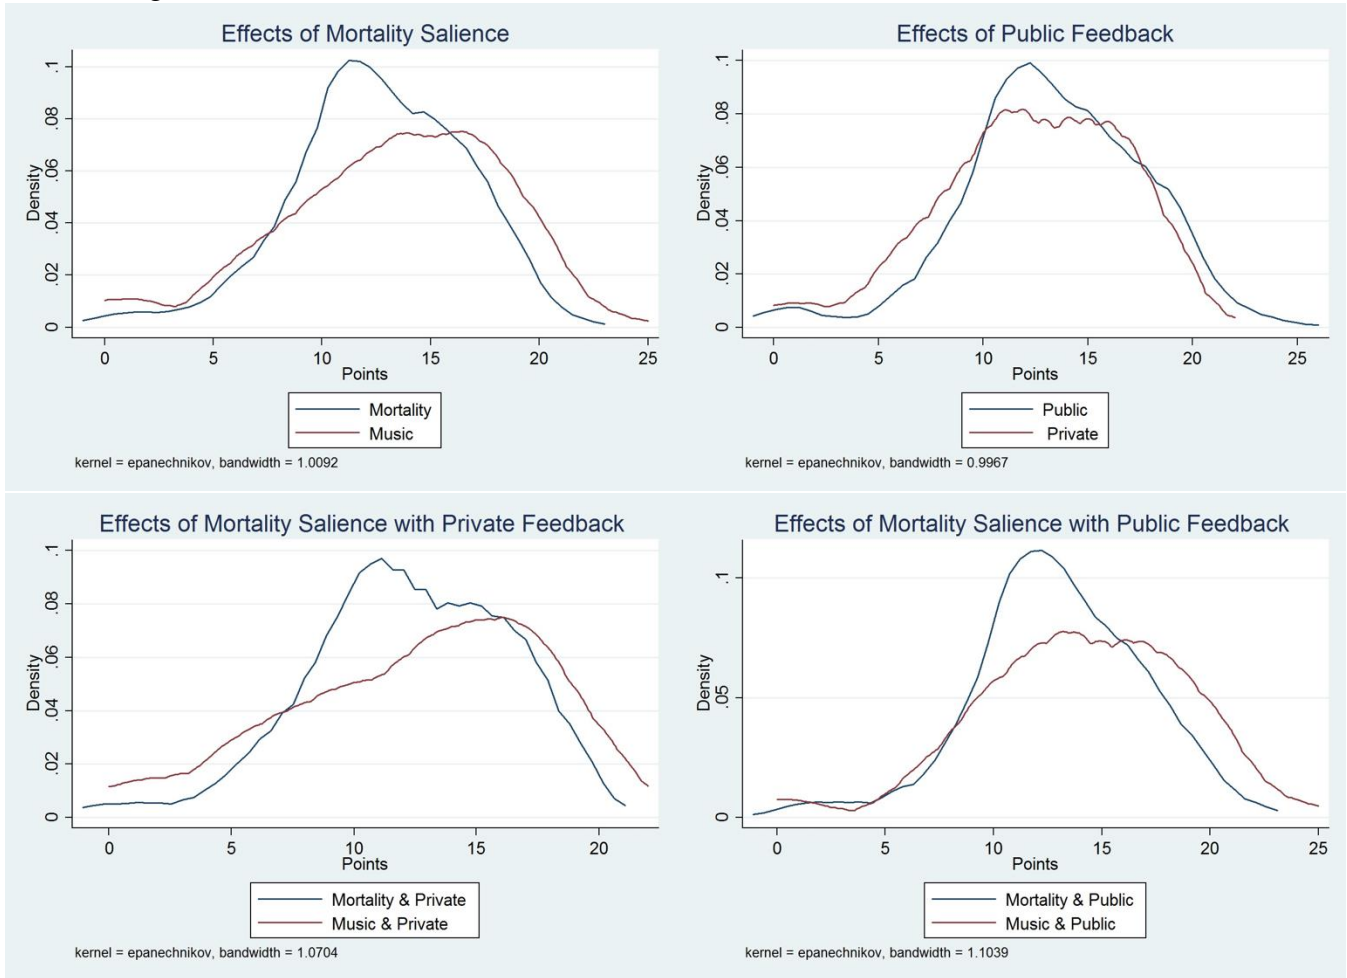 Effects of Mortality Salience
Density
0 .02 .04 .06 .08 .1
0 5 10 15 20 25
Points
Mortality
Music
kernel = epanechnikov, bandwidth = 1.0092
Effects of Public Feedback
Density
0 .02 .04 .06 .08 .1
0 5 10 15 20 25
Points
Public
Private
kernel = epanechnikov, bandwidth = 0.9967
Effects of Mortality Salience with Private Feedback
Density
0 .02 .04 .06 .08 .1
0 5 10 15 20
Points
Mortality & Private
Music & Private
kernel = epanechnikov, bandwidth = 1.0704
Effects of Mortality Salience with Public Feedback
Density
0 .05 .1
0 5 10 15 20 25
Points
Mortality & Public
Music & Public
kernel = epanechnikov, bandwidth = 1.1039